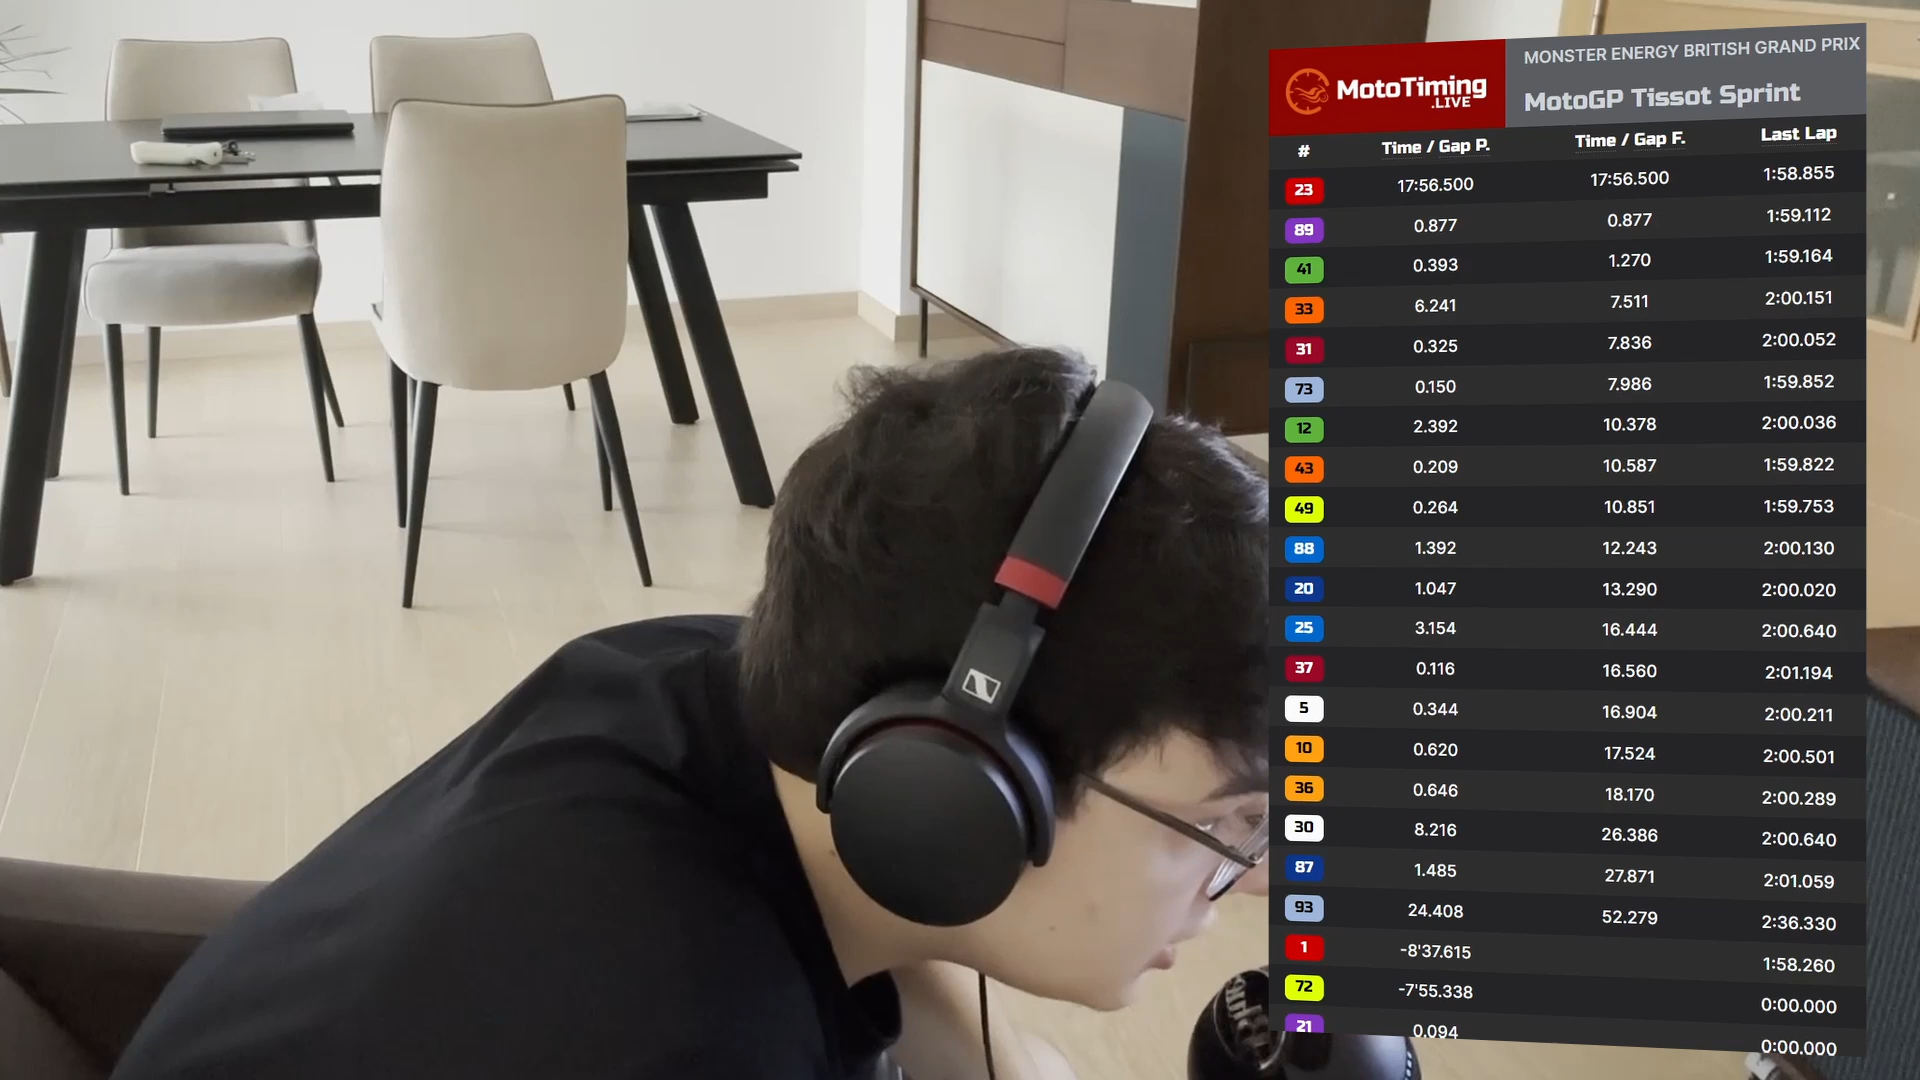 MotoTiming
.LIVE
MONSTER ENERGY BRITISH GRAND PRIX
MotoGP Tissot Sprint
# Time / Gap P. Time / Gap F. Last Lap
23 17:56.500 17:56.500 1:58.855
89 0.877 0.877 1:59.112
41 0.393 1.270 1:59.164
33 6.241 7.511 2:00.151
31 0.325 7.836 2:00.052
73 0.150 7.986 1:59.852
12 2.392 10.378 2:00.036
43 0.209 10.587 1:59.822
49 0.264 10.851 1:59.753
88 1.392 12.243 2:00.130
20 1.047 13.290 2:00.020
25 3.154 16.444 2:00.640
37 0.116 16.560 2:01.194
5 0.344 16.904 2:00.211
10 0.620 17.524 2:00.501
36 0.646 18.170 2:00.289
30 8.216 26.386 2:00.640
87 1.485 27.871 2:01.059
93 24.408 52.279 2:36.330
1 -8'37.615 1:58.260
72 -7'55.338 0:00.000
21 0.094 0:00.000